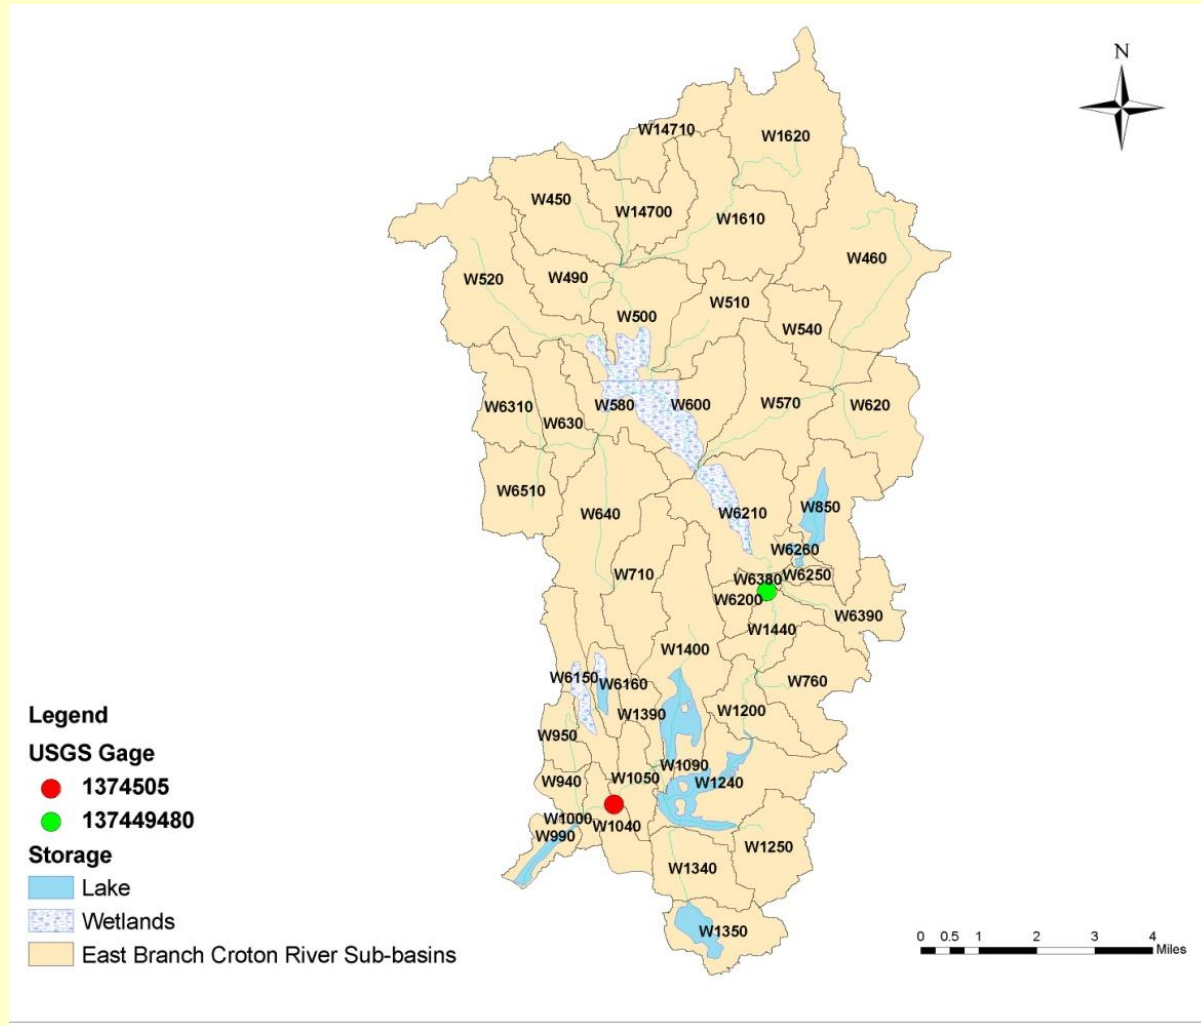 N
W14710
W1620
W450
W14700
W1610
W460
W520
W490
W510
W500
W540
W6310
W630
W580
W600
W570
W620
W6510
W640
W6210
W850
W6260
W710
W6380
W6250
W6200
W6390
W1440
W1400
W6150
W6160
W760
W1390
W1200
W950
W1090
W940
W1050
W1240
W1000
W990
W1040
W1250
W1340
W1350
Legend
USGS Gage
1374505
137449480
Storage
Lake
Wetlands
East Branch Croton River Sub-basins
0 0.5 1 2 3 4
Miles